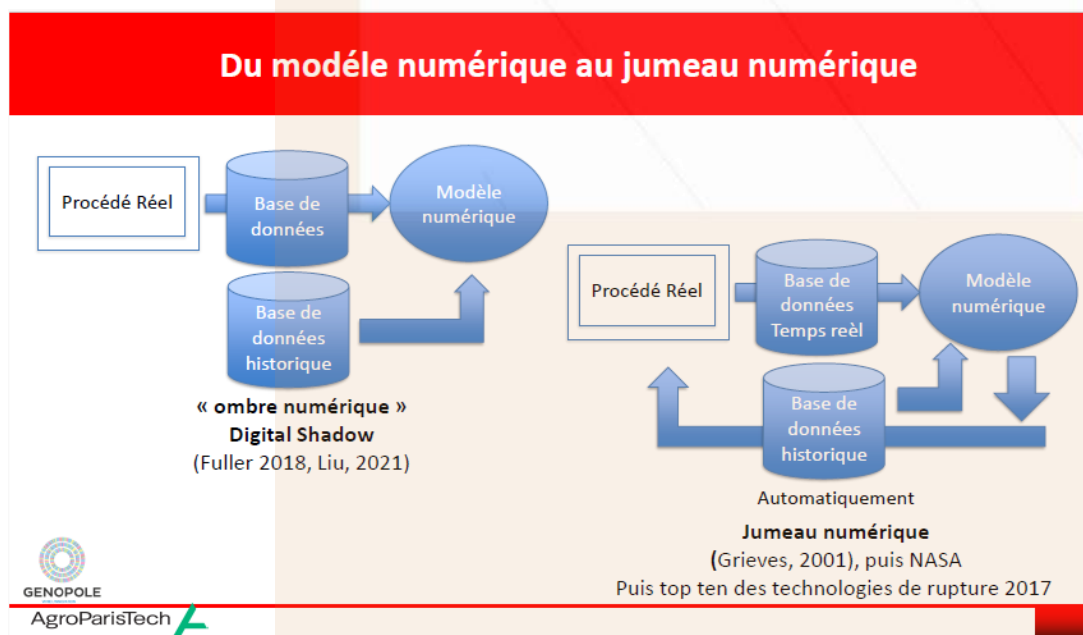 Du modéle numérique au jumeau numérique
Procédé Réel
Base de
données
Modèle
numérique
Base de
données
historique
« ombre numérique »
Digital Shadow
(Fuller 2018, Liu, 2021)
Procédé Réel
Base de
données
Temps reèl
Modèle
numérique
Base de
données
historique
Automatiquement
Jumeau numérique
(Grieves, 2001), puis NASA
Puis top ten des technologies de rupture 2017
GENOPOLE
AgroParisTech